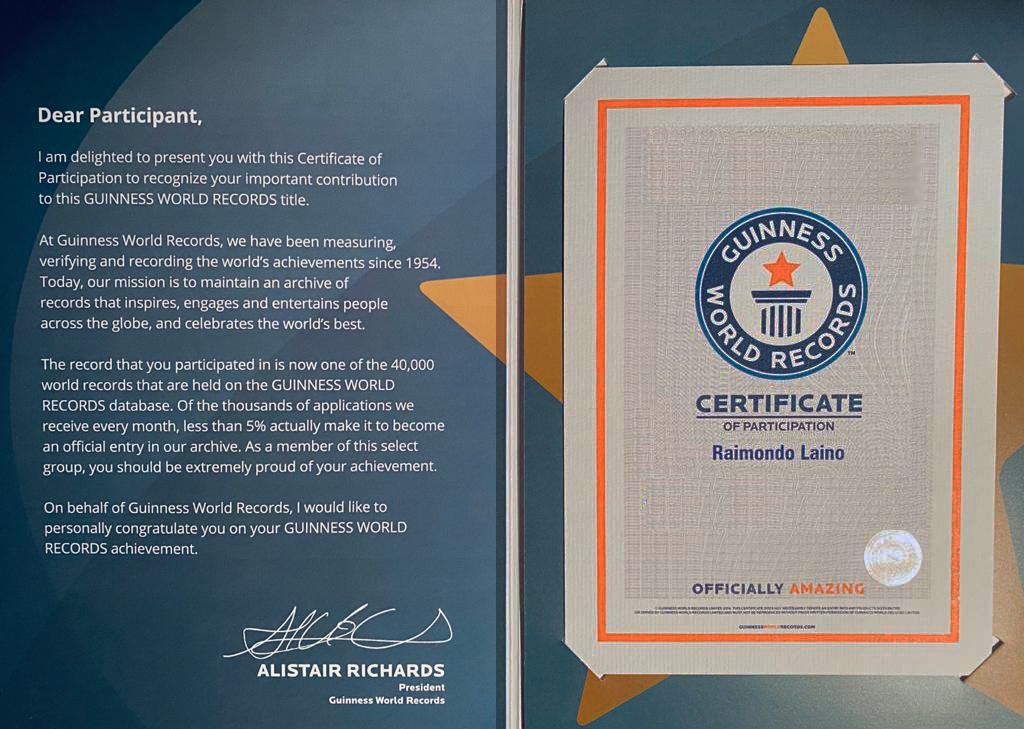 Dear Participant,
I am delighted to present you with this Certificate of
Participation to recognize your important contribution
to this GUINNESS WORLD RECORDS title.
At Guinness World Records, we have been measuring,
verifying and recording the world's achievements since 1954.
Today, our mission is to maintain an archive of
records that inspires, engages and entertains people
across the globe, and celebrates the world's best.
The record that you participated in is now one of the 40,000
world records that are held on the GUINNESS WORLD
RECORDS database. Of the thousands of applications we
receive every month, less than 5% actually make it to become
an official entry in our archive. As a member of this select
group, you should be extremely proud of your achievement.
On behalf of Guinness World Records, I would like to
personally congratulate you on your GUINNESS WORLD
RECORDS achievement.
ALISTAIR RICHARDS
President
Guinness World Records
GUINNESS
WORLD RECORDS
TM
CERTIFICATE
OF PARTICIPATION
Raimondo Laino
OFFICIALLY AMAZING
GUINNESSWORLDRECORDS.COM